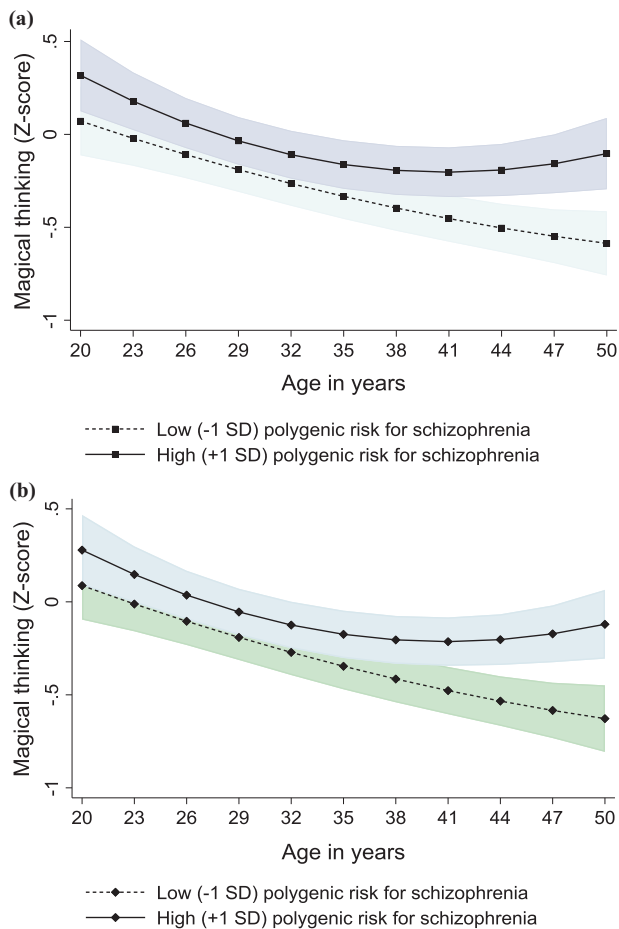 (a)
Magical thinking (Z-score)
.5
0
-.5
-1
20 23 26 29 32 35 38 41 44 47 50
Age in years
Low (-1 SD) polygenic risk for schizophrenia
High (+1 SD) polygenic risk for schizophrenia
(b)
Magical thinking (Z-score)
.5
0
-.5
-1
20 23 26 29 32 35 38 41 44 47 50
Age in years
Low (-1 SD) polygenic risk for schizophrenia
High (+1 SD) polygenic risk for schizophrenia